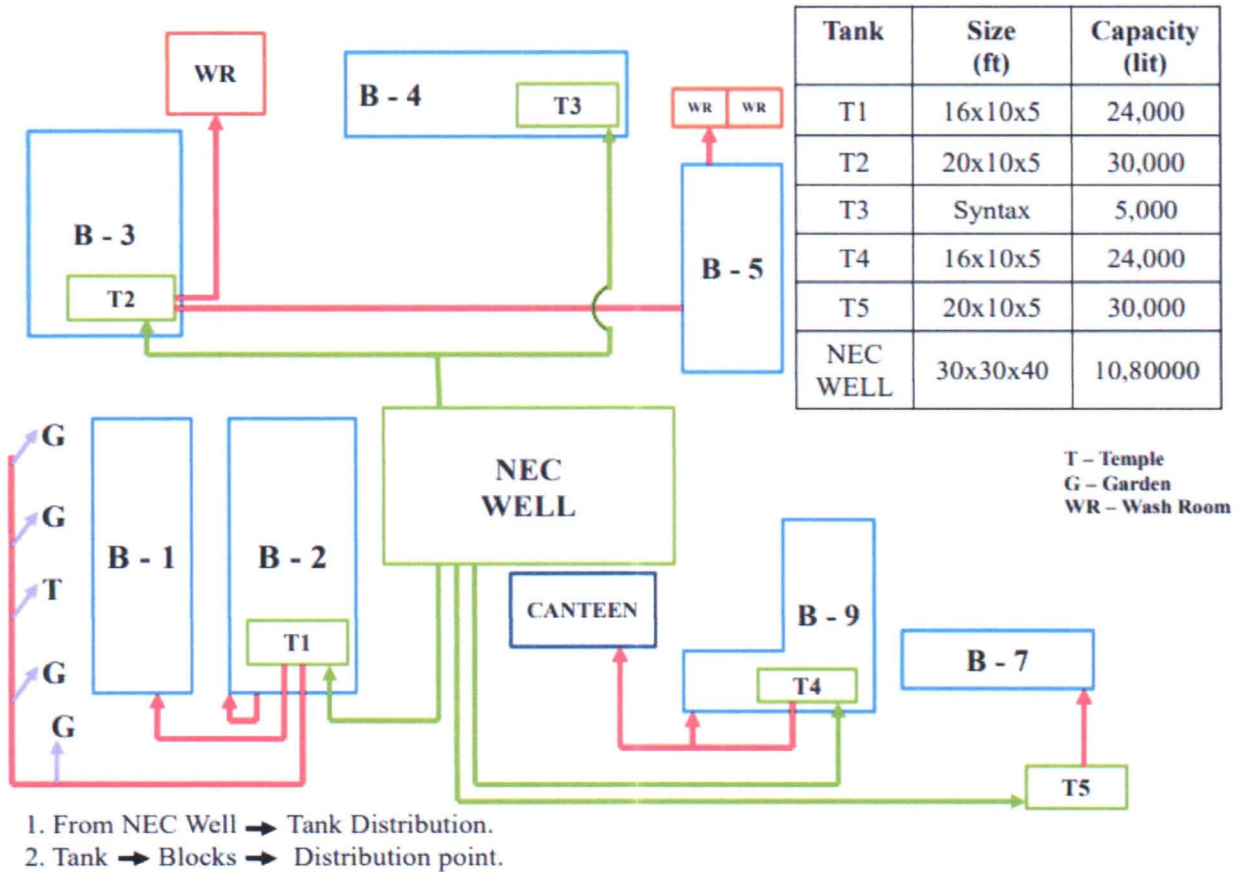 WR
B - 4
T3
WR WR
B - 3
T2
B - 5
Tank Size (ft) Capacity (lit)
T1 16x10x5 24,000
T2 20x10x5 30,000
T3 Syntax 5,000
T4 16x10x5 24,000
T5 20x10x5 30,000
NEC WELL 30x30x40 10,80000
T – Temple
G – Garden
WR – Wash Room
G
G
T
G
G
B - 1
B - 2
T1
NEC
WELL
CANTEEN
B - 9
T4
B - 7
T5
1. From NEC Well → Tank Distribution.
2. Tank → Blocks → Distribution point.